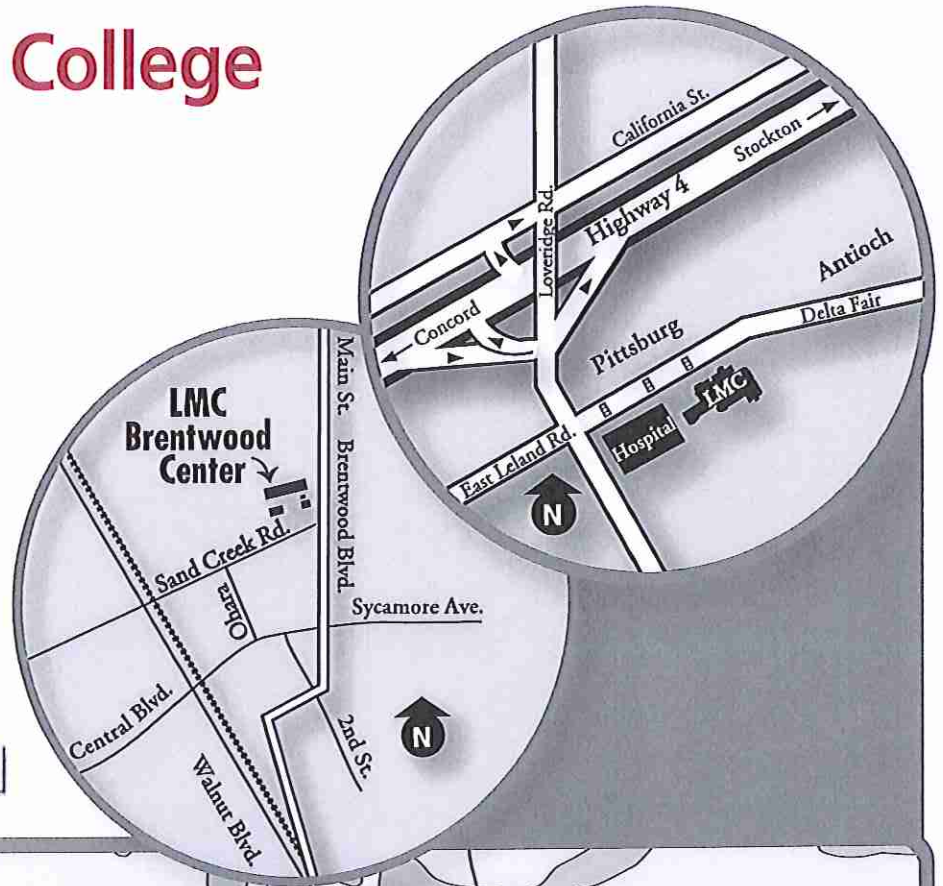 College
California St.
Stockton
Highway 4
Loveridge Rd.
Concord
Antioch
Delta Fair
Pittsburg
LMC
Hospital
East Leland Rd.
N
Main St. Brentwood Blvd.
LMC
Brentwood
Center
Sand Creek Rd.
Ohara
Sycamore Ave.
Central Blvd.
2nd St.
N
Walnut Blvd.